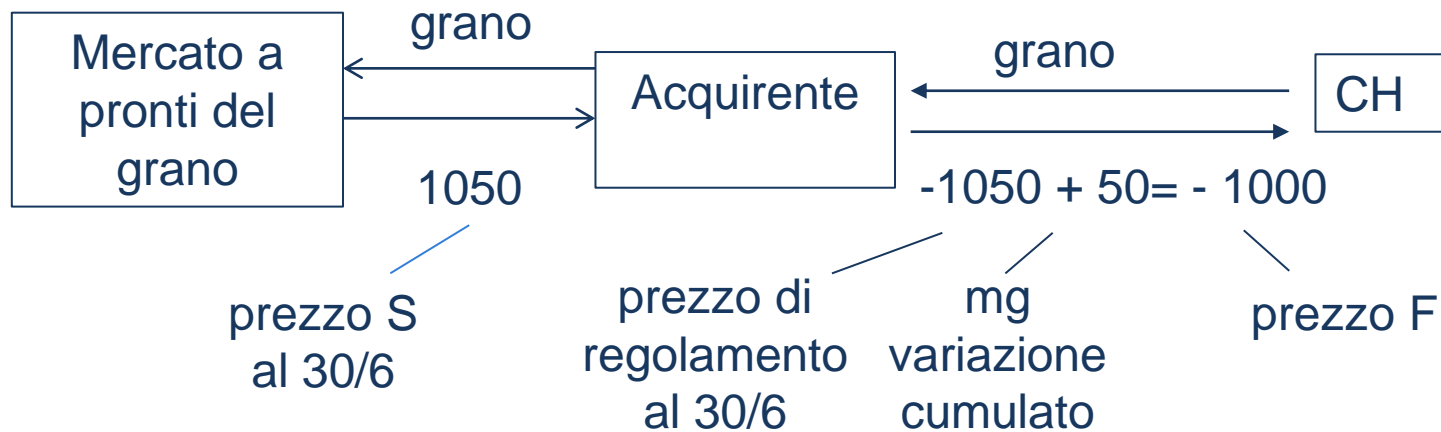 Mercato a
pronti del
grano
grano
Acquirente
grano
CH
1050
-1050 + 50= - 1000
prezzo S
al 30/6
prezzo di
regolamento
al 30/6
mg
variazione
cumulato
prezzo F